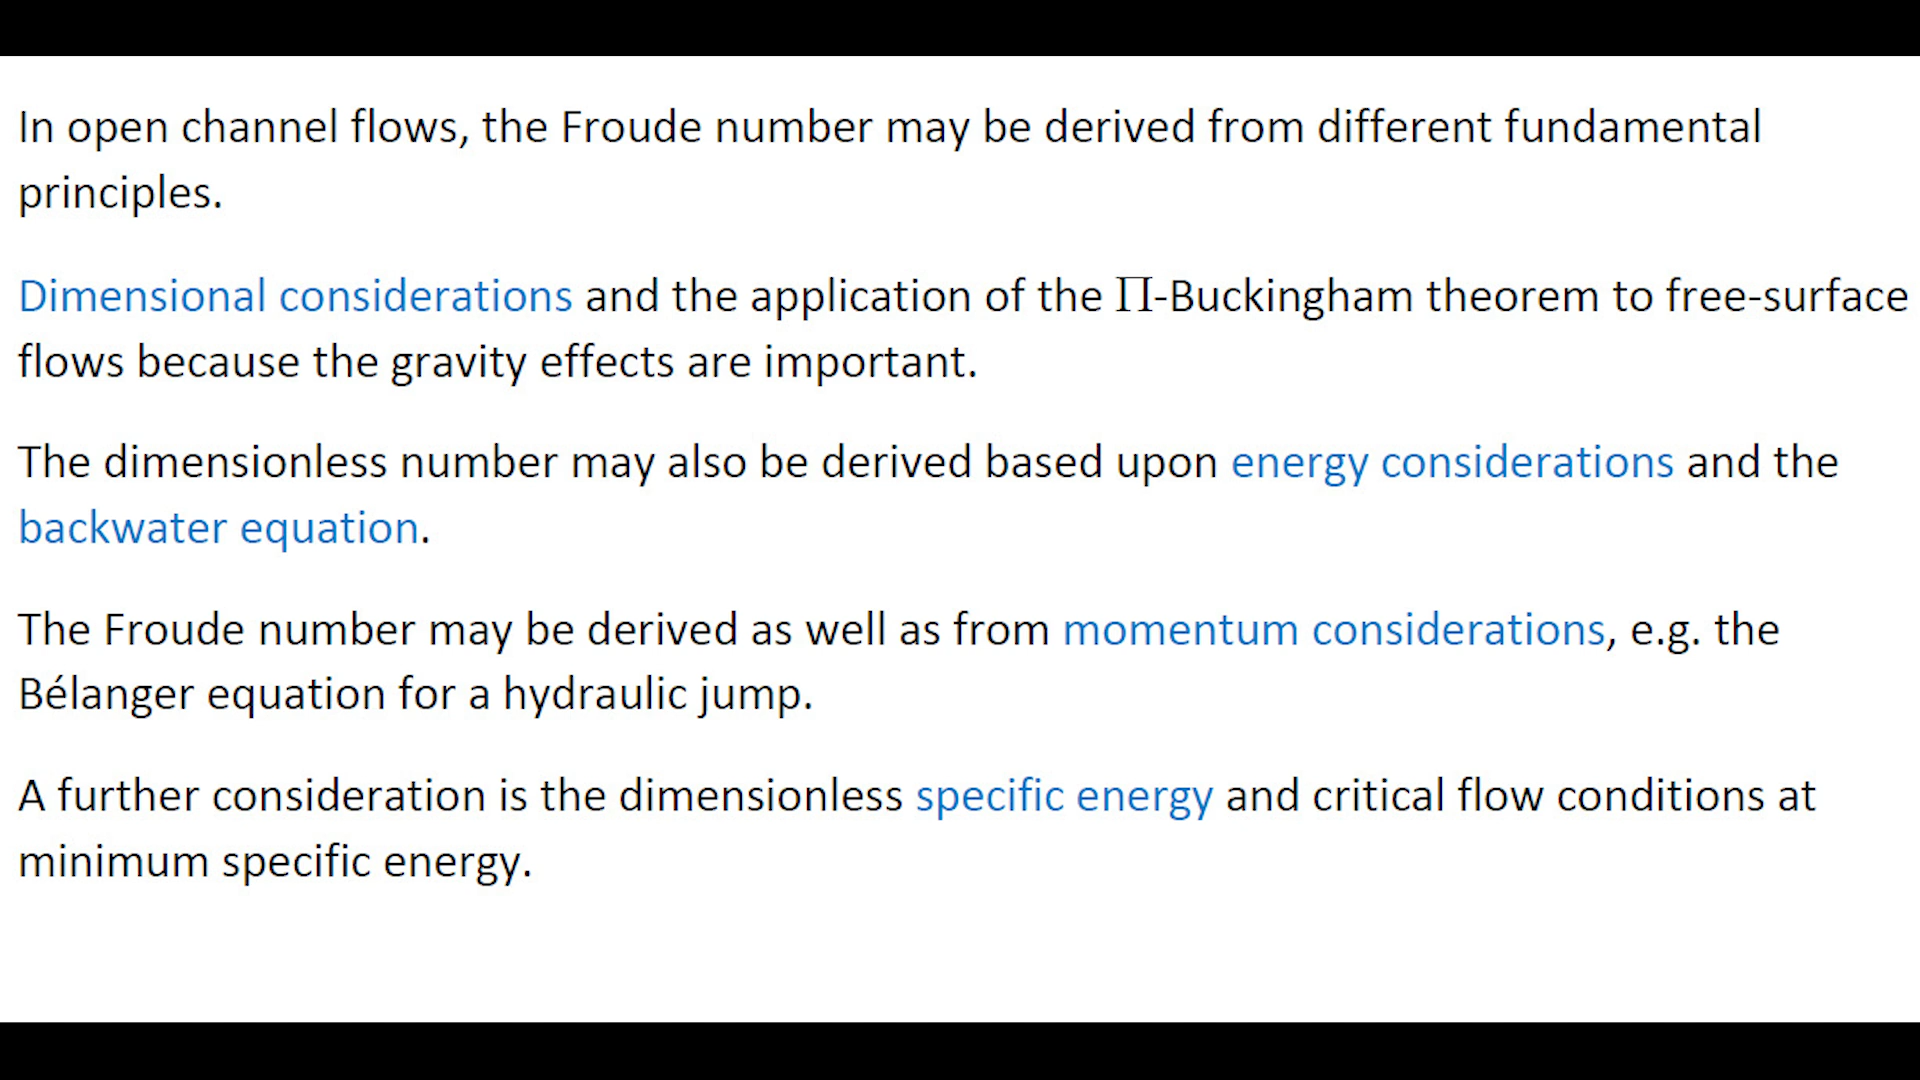 In open channel flows, the Froude number may be derived from different fundamental
principles.
Dimensional considerations and the application of the Π-Buckingham theorem to free-surface
flows because the gravity effects are important.
The dimensionless number may also be derived based upon energy considerations and the
backwater equation.
The Froude number may be derived as well as from momentum considerations, e.g. the
Bélanger equation for a hydraulic jump.
A further consideration is the dimensionless specific energy and critical flow conditions at
minimum specific energy.